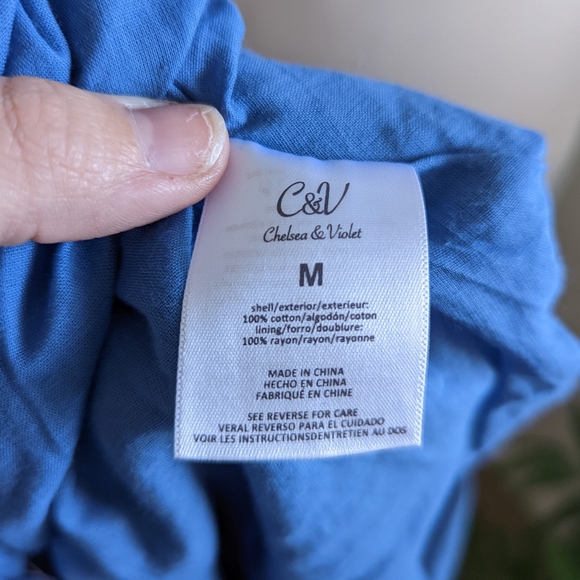 C&V
Chelsea & Violet
M
shell/exterior/exterieur:
100% cotton/algodón/coton
lining/forro/doublure:
100% rayon/rayon/rayonne
MADE IN CHINA
HECHO EN CHINA
FABRIQUÉ EN CHINE
SEE REVERSE FOR CARE
VERAL REVERSO PARA EL CUIDADO
VOIR LES INSTRUCTIONSDENTRETIEN AU DOS